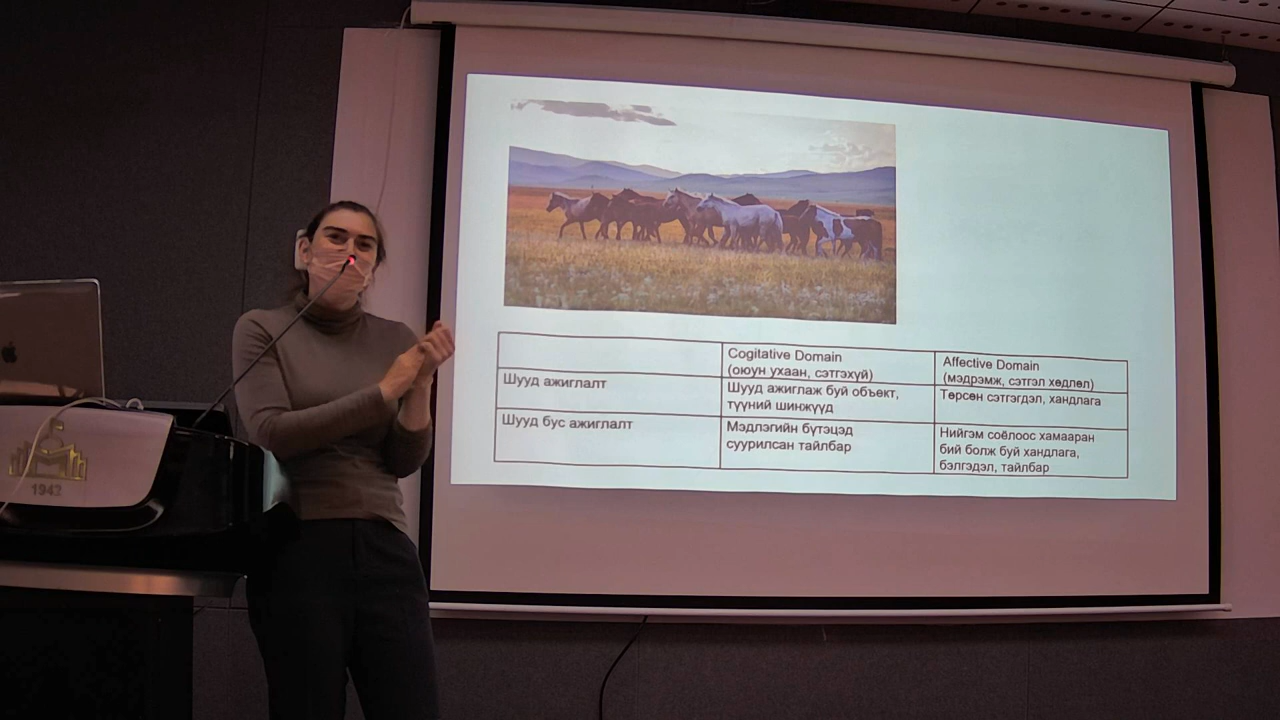 Cogitative Domain
(оюун ухаан, сэтгэхүй)
Affective Domain
(мэдрэмж, сэтгэл хөдлөл)
Шууд ажиглалт
Шууд ажиглаж буй объект,
түүний шинжүүд
Төрсөн сэтгэгдэл, хандлага
Шууд бус ажиглалт
Мэдлэгийн бүтэцэд
суурилсан тайлбар
Нийгэм соёлоос хамааран
бий болж буй хандлага,
бэлгэдэл, тайлбар
1942